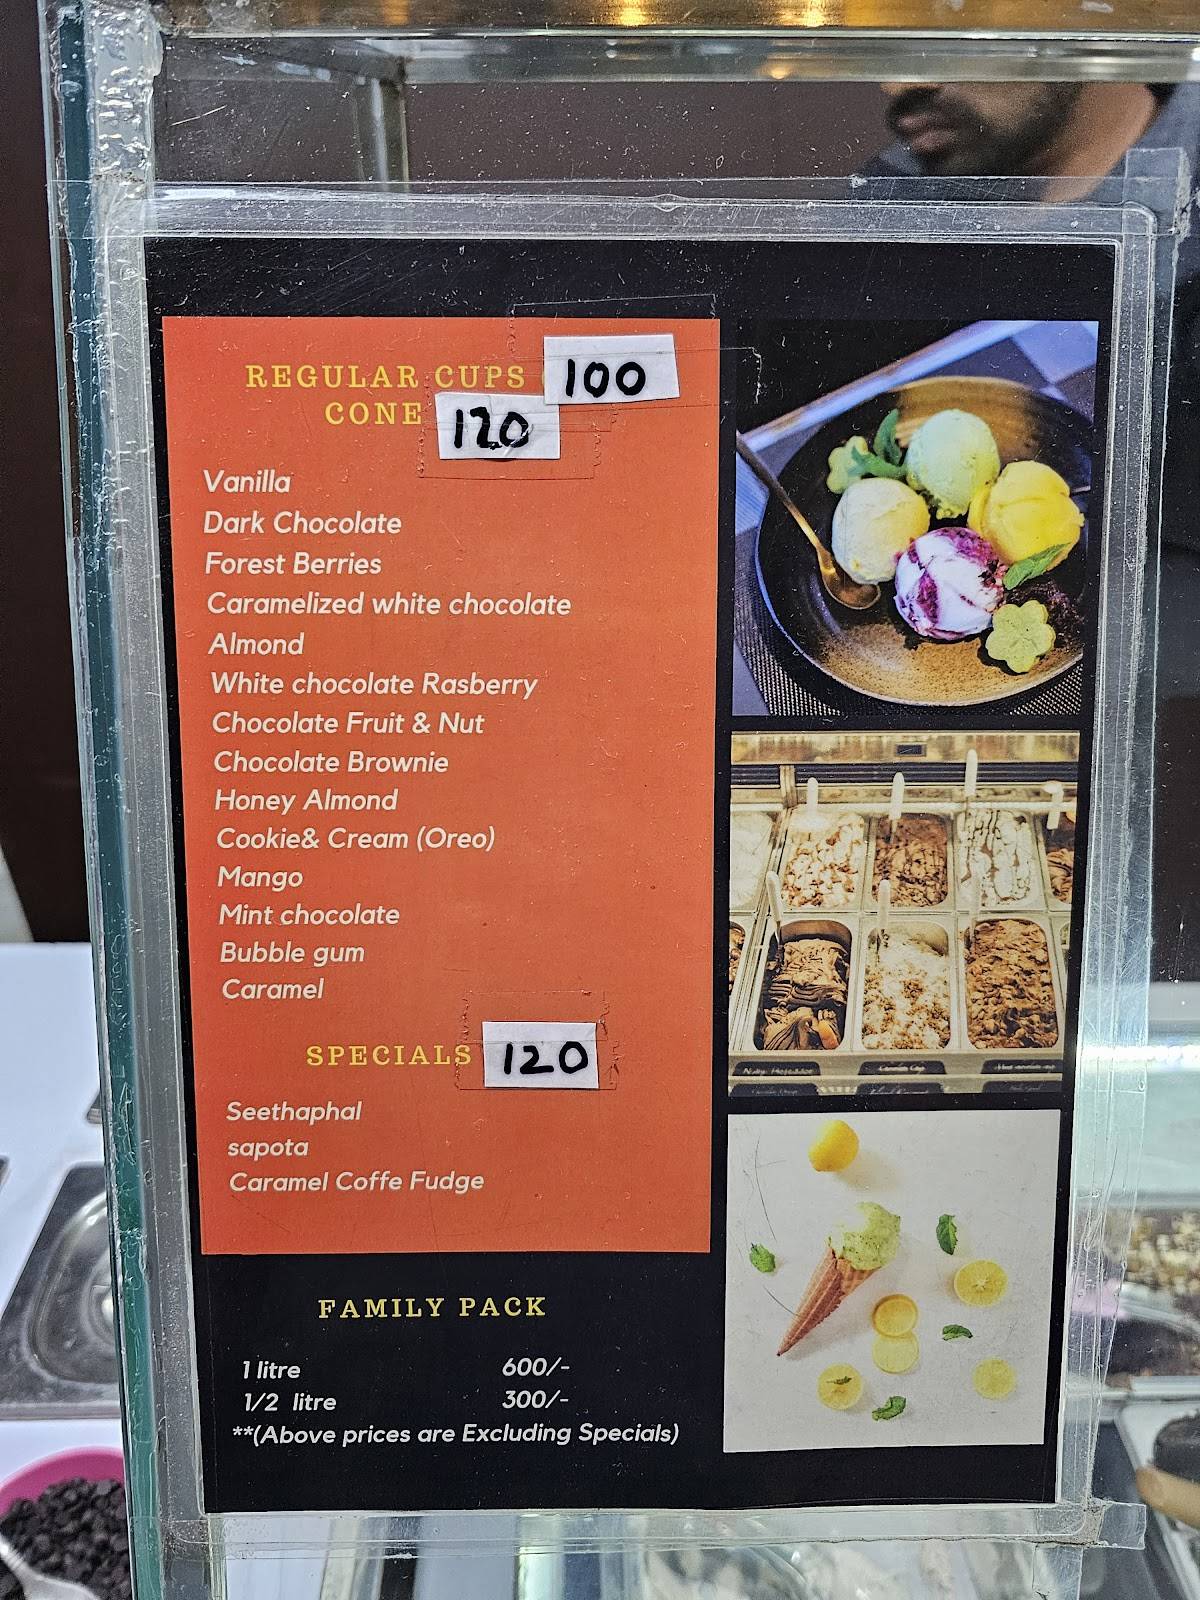 REGULAR CUPS 100
CONE 120
Vanilla
Dark Chocolate
Forest Berries
Caramelized white chocolate
Almond
White chocolate Rasberry
Chocolate Fruit & Nut
Chocolate Brownie
Honey Almond
Cookie& Cream (Oreo)
Mango
Mint chocolate
Bubble gum
Caramel
SPECIALS 120
Seethaphal
sapota
Caramel Coffe Fudge
FAMILY PACK
1 litre 600/-
1/2 litre 300/-
**(Above prices are Excluding Specials)